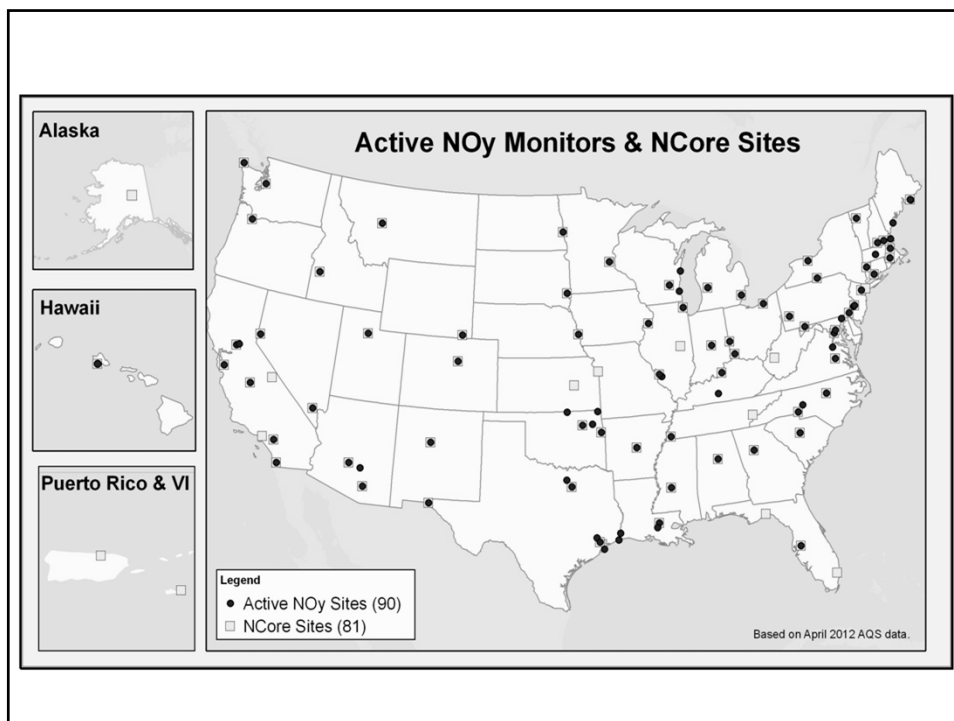 Active NOy Monitors & NCore Sites
Alaska
Hawaii
Puerto Rico & VI
Legend
Active NOy Sites (90)
NCore Sites (81)
Based on April 2012 AQS data.